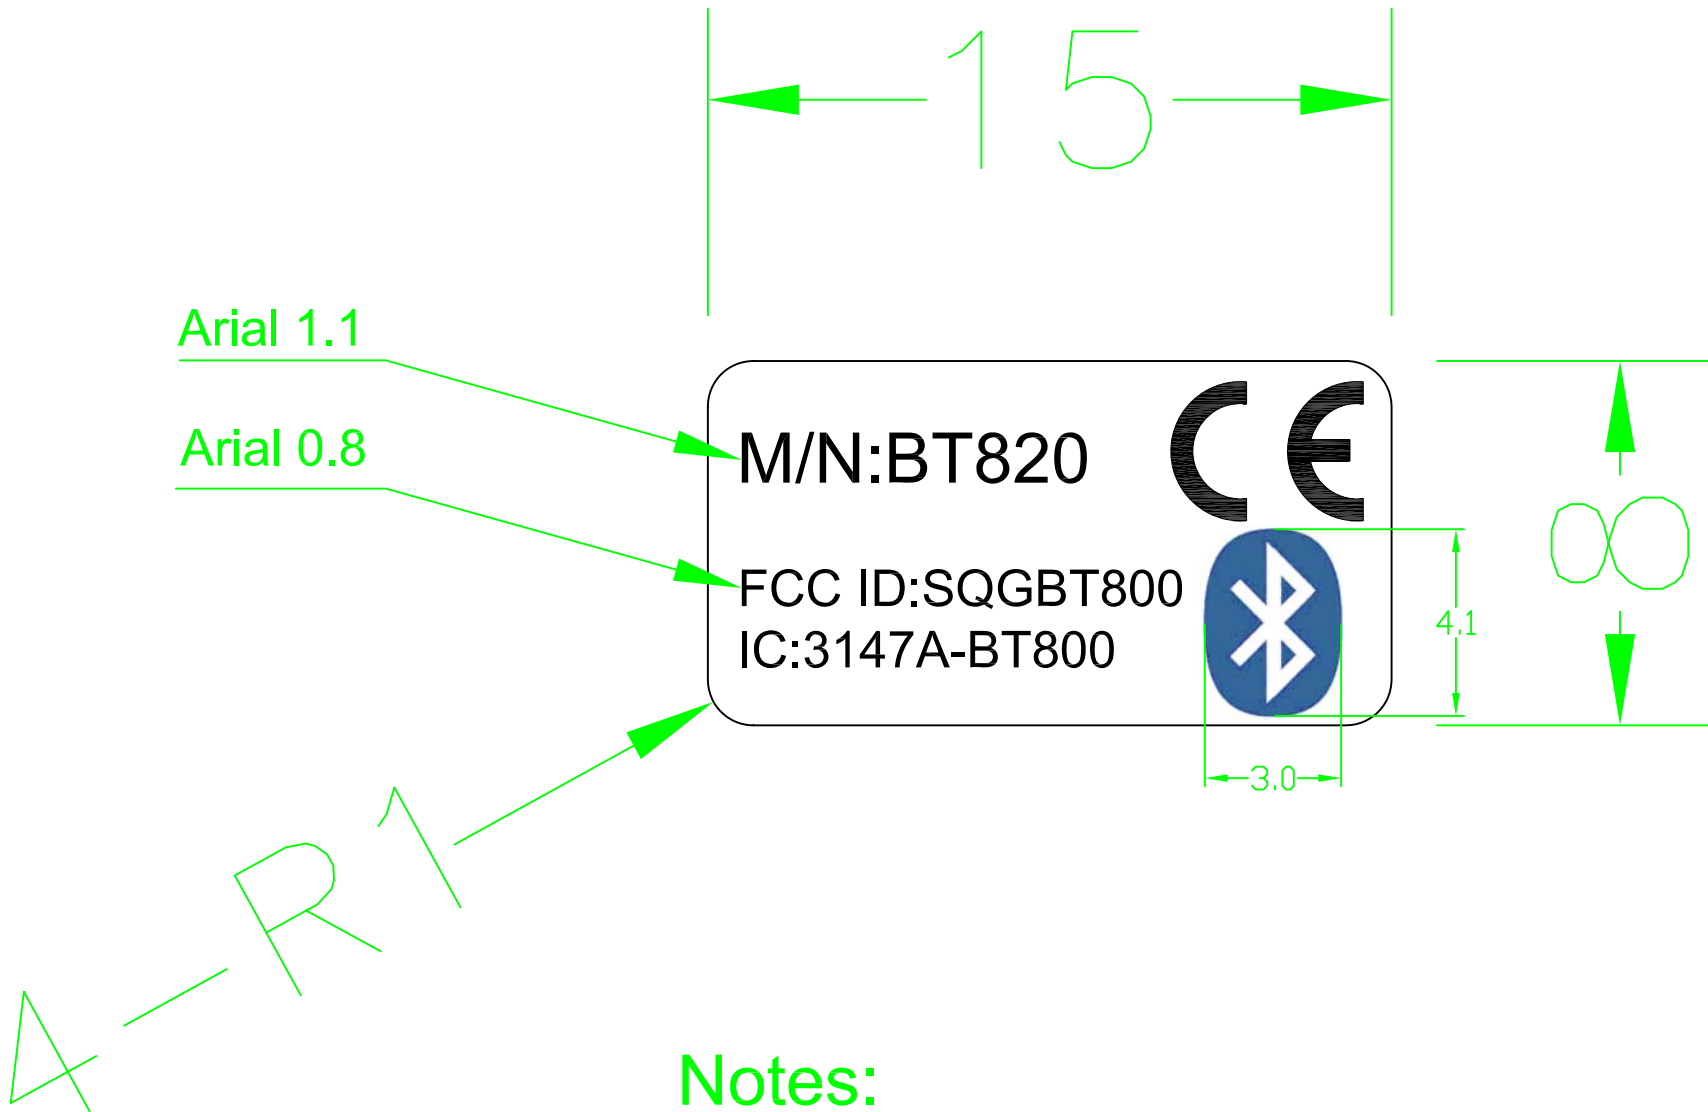 15
Arial 1.1
Arial 0.8
M/N:BT820
CE
FCC ID:SQGBT800
IC:3147A-BT800
8
4.1
3.0
4-R1
Notes: